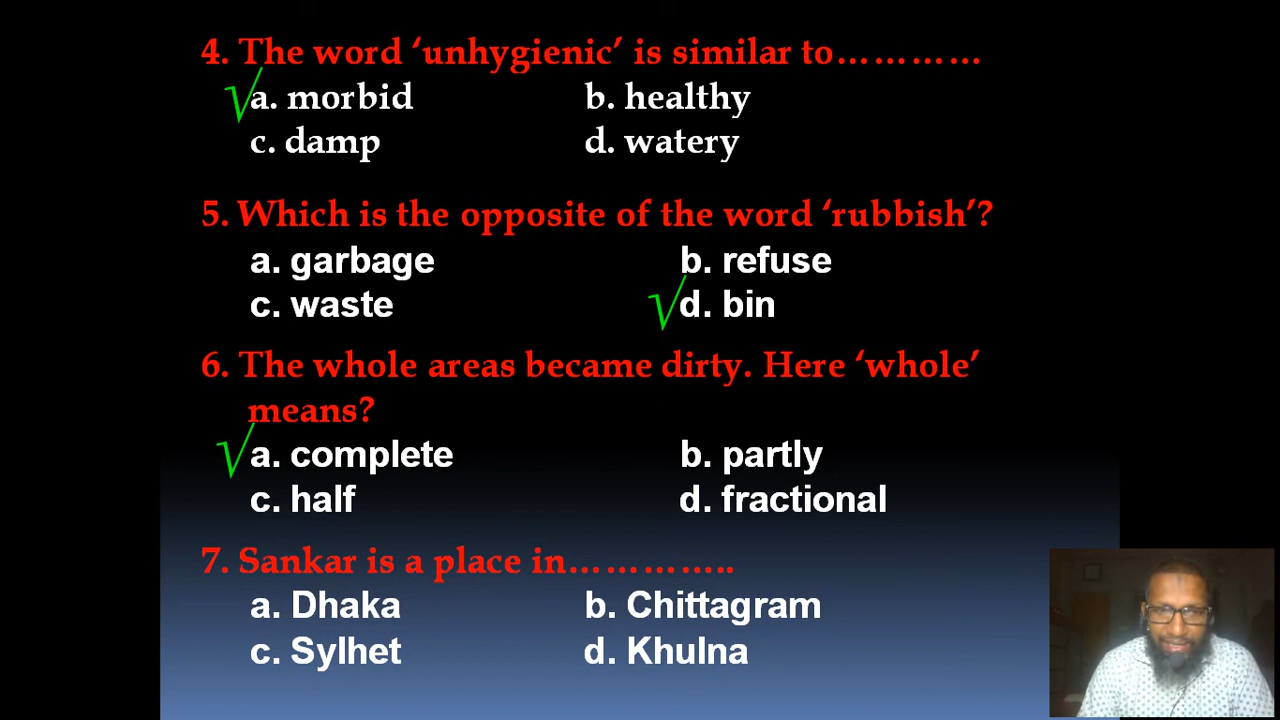 4. The word ‘unhygienic’ is similar to…………
√a. morbid b. healthy
c. damp d. watery
5. Which is the opposite of the word ‘rubbish’?
a. garbage b. refuse
c. waste √d. bin
6. The whole areas became dirty. Here ‘whole’
means?
√a. complete b. partly
c. half d. fractional
7. Sankar is a place in…………..
a. Dhaka b. Chittagram
c. Sylhet d. Khulna